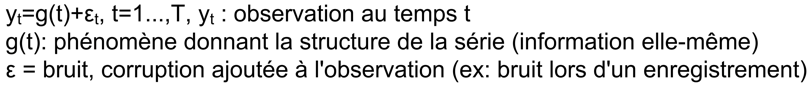 yₜ=g(t)+εₜ, t=1...,T, yₜ : observation au temps t
g(t): phénomène donnant la structure de la série (information elle-même)
ε = bruit, corruption ajoutée à l'observation (ex: bruit lors d'un enregistrement)